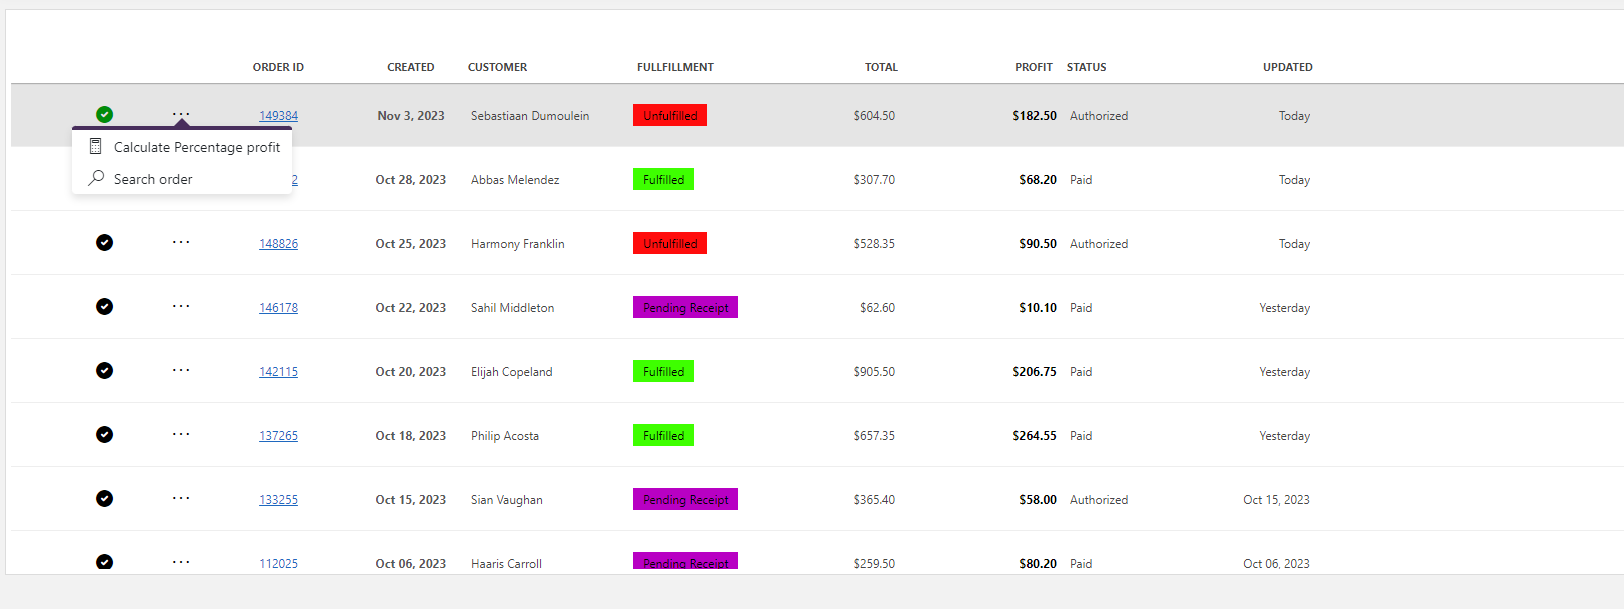 ORDER ID CREATED CUSTOMER FULLFILLMENT TOTAL PROFIT STATUS UPDATED
··· 149384 Nov 3, 2023 Sebastiaan Dumoulein Unfulfilled $604.50 $182.50 Authorized Today
Calculate Percentage profit
Search order
2 Oct 28, 2023 Abbas Melendez Fulfilled $307.70 $68.20 Paid Today
··· 148826 Oct 25, 2023 Harmony Franklin Unfulfilled $528.35 $90.50 Authorized Today
··· 146178 Oct 22, 2023 Sahil Middleton Pending Receipt $62.60 $10.10 Paid Yesterday
··· 142115 Oct 20, 2023 Elijah Copeland Fulfilled $905.50 $206.75 Paid Yesterday
··· 137265 Oct 18, 2023 Philip Acosta Fulfilled $657.35 $264.55 Paid Yesterday
··· 133255 Oct 15, 2023 Sian Vaughan Pending Receipt $365.40 $58.00 Authorized Oct 15, 2023
··· 112025 Oct 06, 2023 Haaris Carroll Pending Receipt $259.50 $80.20 Paid Oct 06, 2023